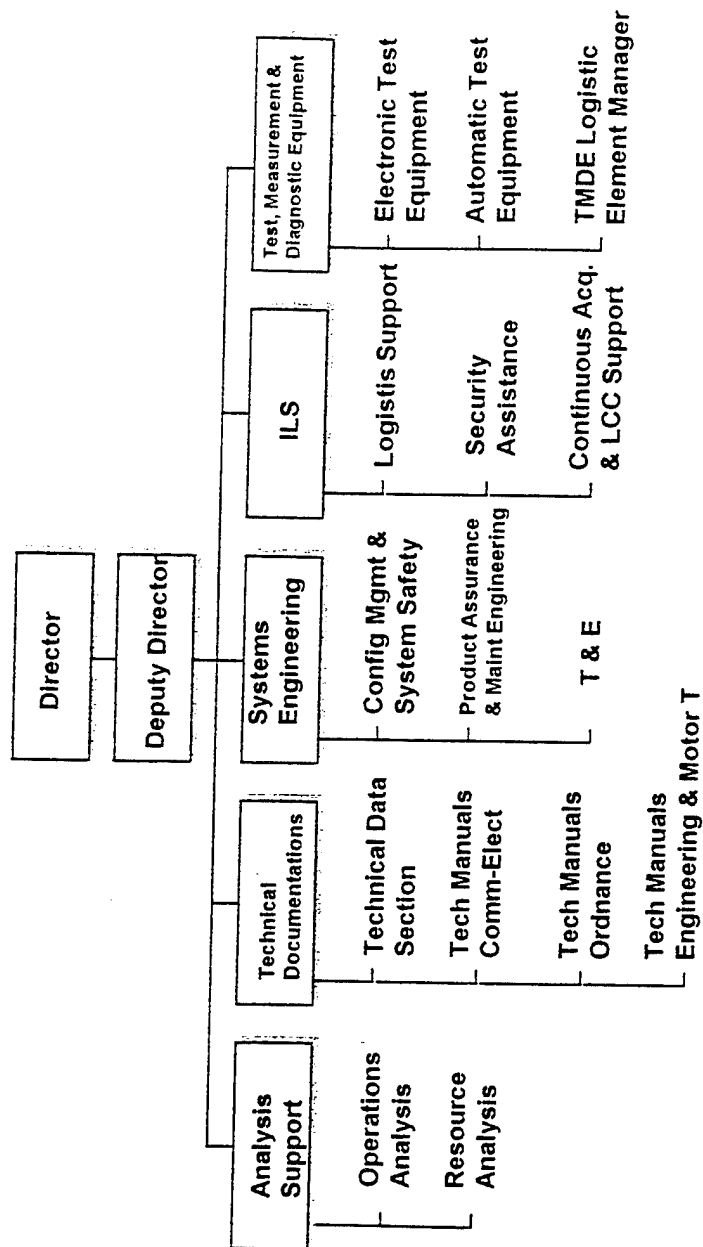 Director
Deputy Director
Analysis
Support
Operations
Analysis
Resource
Analysis
Technical
Documentations
Technical Data
Section
Tech Manuals
Comm-Elect
Tech Manuals
Ordnance
Tech Manuals
Engineering & Motor T
Systems
Engineering
Config Mgmt &
System Safety
Product Assurance
& Maint Engineering
T & E
ILS
Logistis Support
Security
Assistance
Continuous Acq.
& LCC Support
Test, Measurement &
Diagnostic Equipment
Electronic Test
Equipment
Automatic Test
Equipment
TMDE Logistic
Element Manager